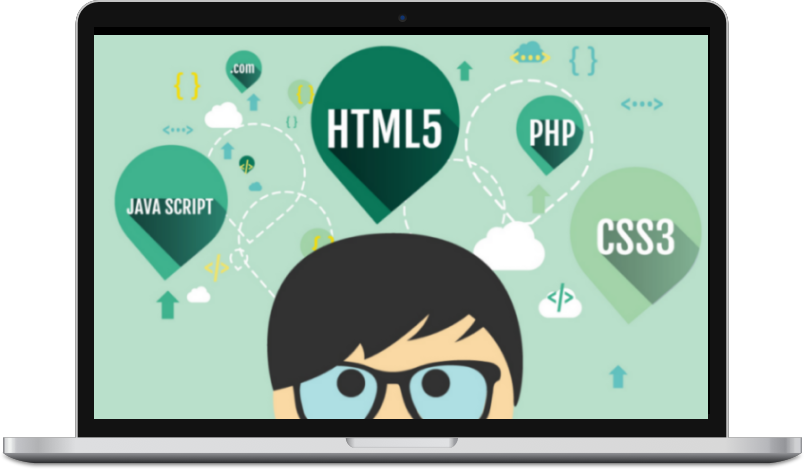 .com
{ }
{ }
{ }
<···>
HTML5
PHP
<···>
{ }
<···>
</>
JAVA SCRIPT
CSS3
{ }
</>
</>